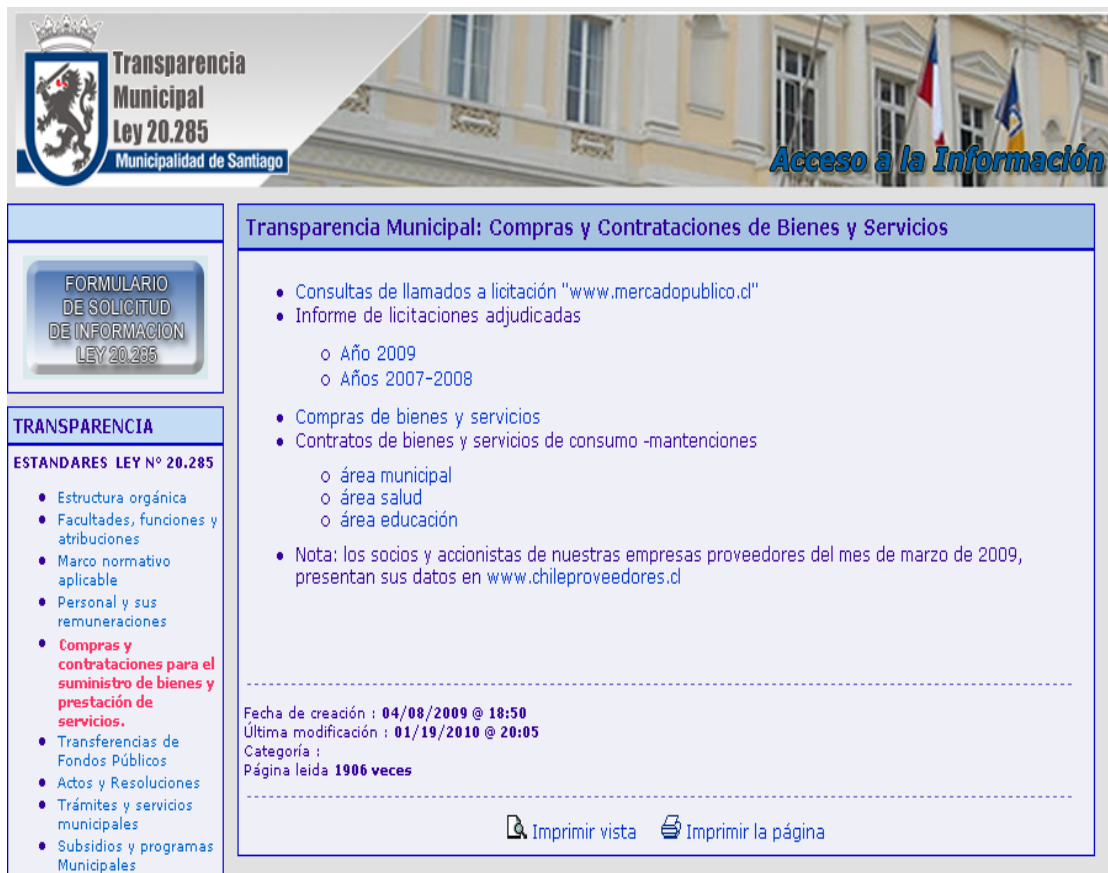 Transparencia
Municipal
Ley 20.285
Municipalidad de Santiago
Acceso a la Información
FORMULARIO
DE SOLICITUD
DE INFORMACION
LEY 20.285
TRANSPARENCIA
ESTANDARES LEY Nº 20.285
Estructura orgánica
Facultades, funciones y
atribuciones
Marco normativo
aplicable
Personal y sus
remuneraciones
Compras y
contrataciones para el
suministro de bienes y
prestación de
servicios.
Transferencias de
Fondos Públicos
Actos y Resoluciones
Trámites y servicios
municipales
Subsidios y programas
Municipales
Transparencia Municipal: Compras y Contrataciones de Bienes y Servicios
Consultas de llamados a licitación "www.mercadopublico.cl"
Informe de licitaciones adjudicadas
Año 2009
Años 2007-2008
Compras de bienes y servicios
Contratos de bienes y servicios de consumo -mantenciones
área municipal
área salud
área educación
Nota: los socios y accionistas de nuestras empresas proveedores del mes de marzo de 2009,
presentan sus datos en www.chileproveedores.cl
Fecha de creación : 04/08/2009 @ 18:50
Última modificación : 01/19/2010 @ 20:05
Categoría :
Página leida 1906 veces
Imprimir vista Imprimir la página